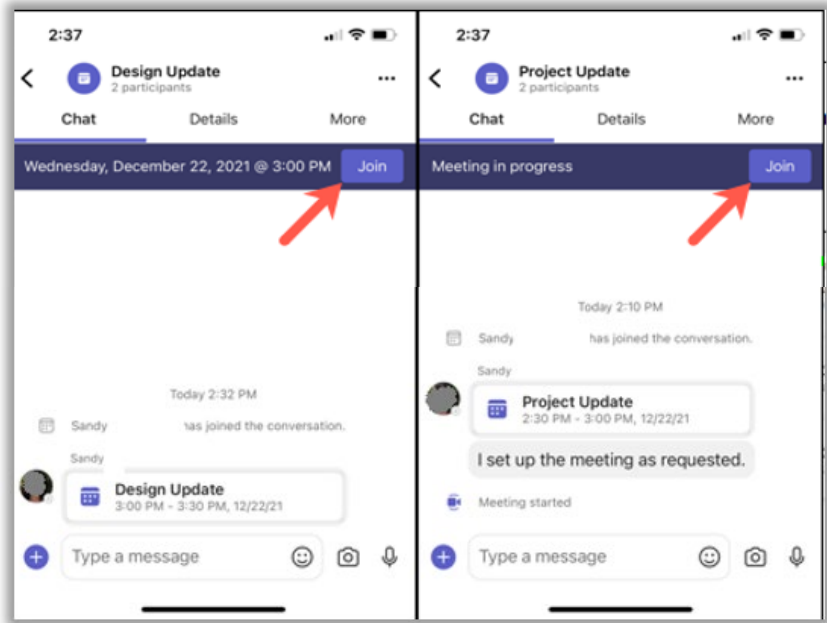 2:37
Design Update
2 participants
Chat Details More
Wednesday, December 22, 2021 @ 3:00 PM Join
Today 2:32 PM
Sandy has joined the conversation.
Sandy
Design Update
3:00 PM - 3:30 PM, 12/22/21
Type a message
2:37
Project Update
2 participants
Chat Details More
Meeting in progress Join
Today 2:10 PM
Sandy has joined the conversation.
Sandy
Project Update
2:30 PM - 3:00 PM, 12/22/21
I set up the meeting as requested.
Meeting started
Type a message